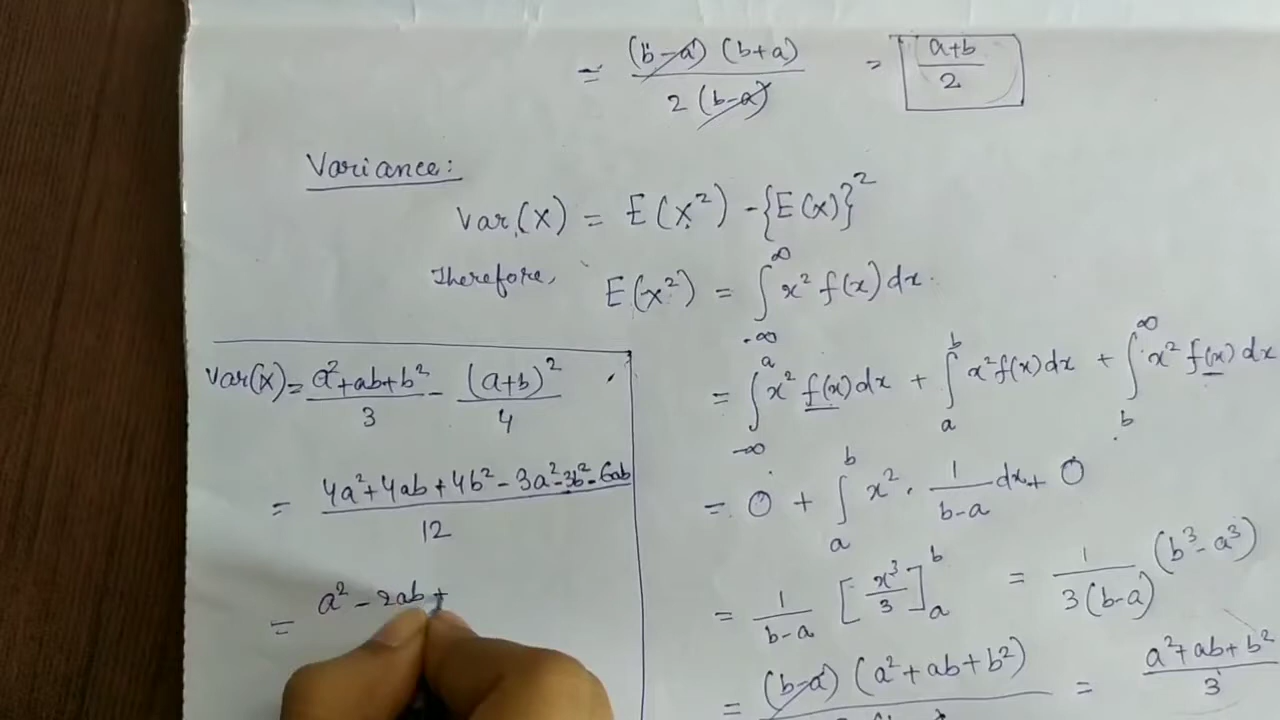 = (b-a) (b+a) / 2 (b-a) = a+b / 2
Variance:
Var(X) = E(X²) - {E(X)}²
Therefore, E(X²) = ∫_{-∞}^{∞} x² f(x) dx.
= ∫_{-∞}^{a} x² f(x) dx + ∫_{a}^{b} x² f(x) dx + ∫_{b}^{∞} x² f(x) dx
= 0 + ∫_{a}^{b} x² . 1/(b-a) dx + 0
= 1/(b-a) [x³/3]_{a}^{b} = 1/(3(b-a)) (b³ - a³)
= (b-a) (a² + ab + b²) = a² + ab + b² / 3
Var(X) = a² + ab + b² / 3 - (a+b)² / 4
= 4a² + 4ab + 4b² - 3a² - 3b² - 6ab / 12
= a² - 2ab +